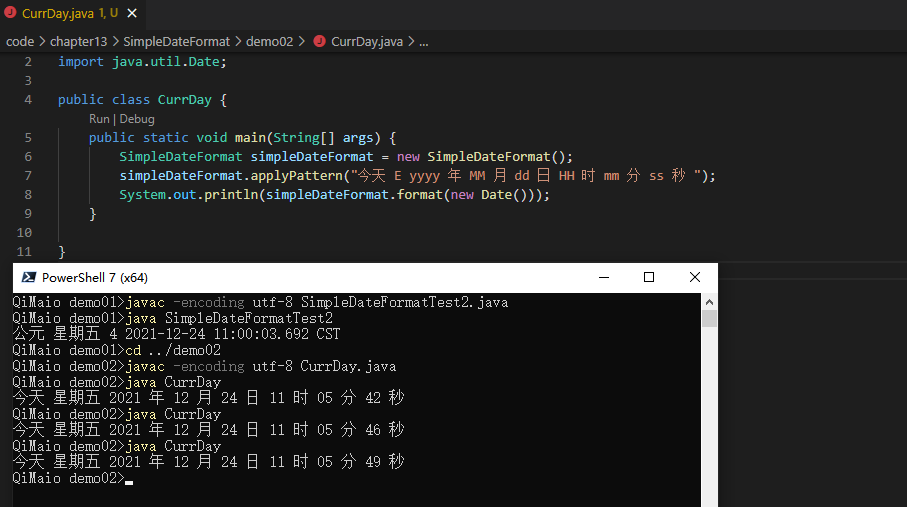 CurrDay.java 1, U
code > chapter13 > SimpleDateFormat > demo02 > CurrDay.java > ...
2 import java.util.Date;
3
4 public class CurrDay {
Run | Debug
5 public static void main(String[] args) {
6 SimpleDateFormat simpleDateFormat = new SimpleDateFormat();
7 simpleDateFormat.applyPattern("今天 E yyyy 年 MM 月 dd 日 HH 时 mm 分 ss 秒 ");
8 System.out.println(simpleDateFormat.format(new Date()));
9 }
10
11 }
PowerShell 7 (x64)
QiMaio demo01>javac -encoding utf-8 SimpleDateFormatTest2.java
QiMaio demo01>java SimpleDateFormatTest2
公元 星期五 4 2021-12-24 11:00:03.692 CST
QiMaio demo01>cd ../demo02
QiMaio demo02>javac -encoding utf-8 CurrDay.java
QiMaio demo02>java CurrDay
今天 星期五 2021 年 12 月 24 日 11 时 05 分 42 秒
QiMaio demo02>java CurrDay
今天 星期五 2021 年 12 月 24 日 11 时 05 分 46 秒
QiMaio demo02>java CurrDay
今天 星期五 2021 年 12 月 24 日 11 时 05 分 49 秒
QiMaio demo02>